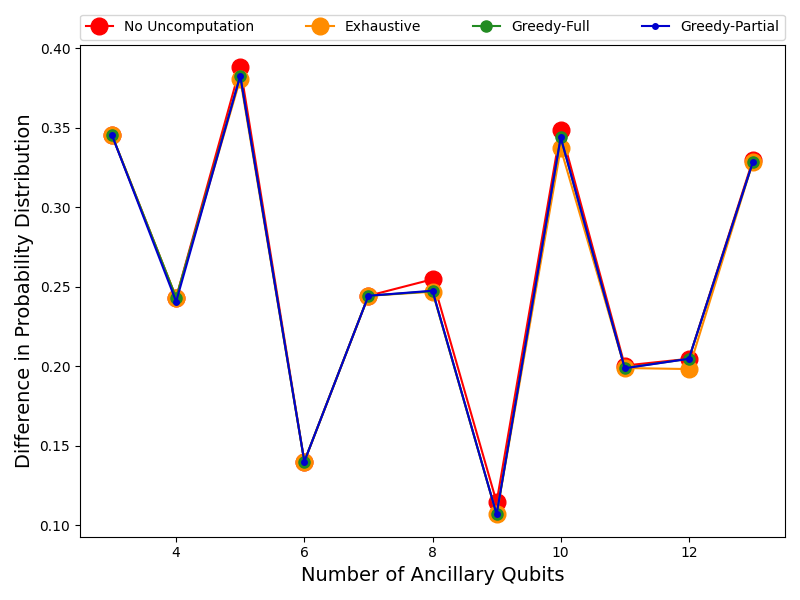 No Uncomputation Exhaustive Greedy-Full Greedy-Partial
0.40
0.35
0.30
0.25
0.20
0.15
0.10
Difference in Probability Distribution
4 6 8 10 12
Number of Ancillary Qubits